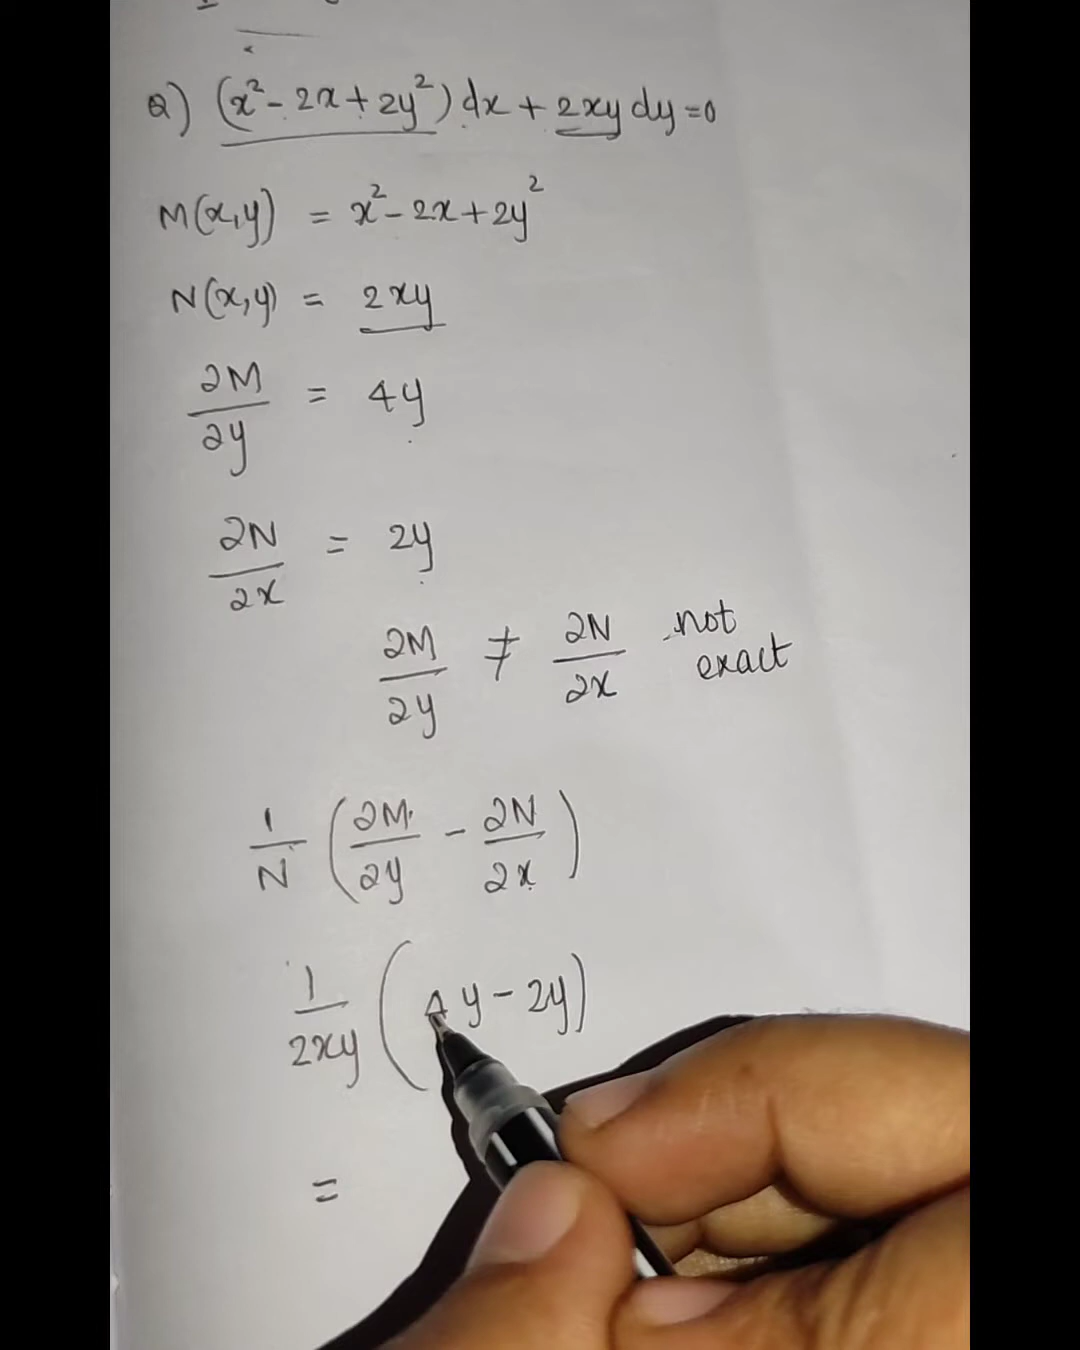 Q) (x²- 2x + 2y²) dx + 2xy dy = 0
M(x,y) = x²- 2x + 2y²
N(x,y) = 2xy
∂M/∂y = 4y
∂N/∂x = 2y
∂M/∂y ≠ ∂N/∂x not exact
1/N (∂M/∂y - ∂N/∂x)
1/2xy (4y - 2y)
=